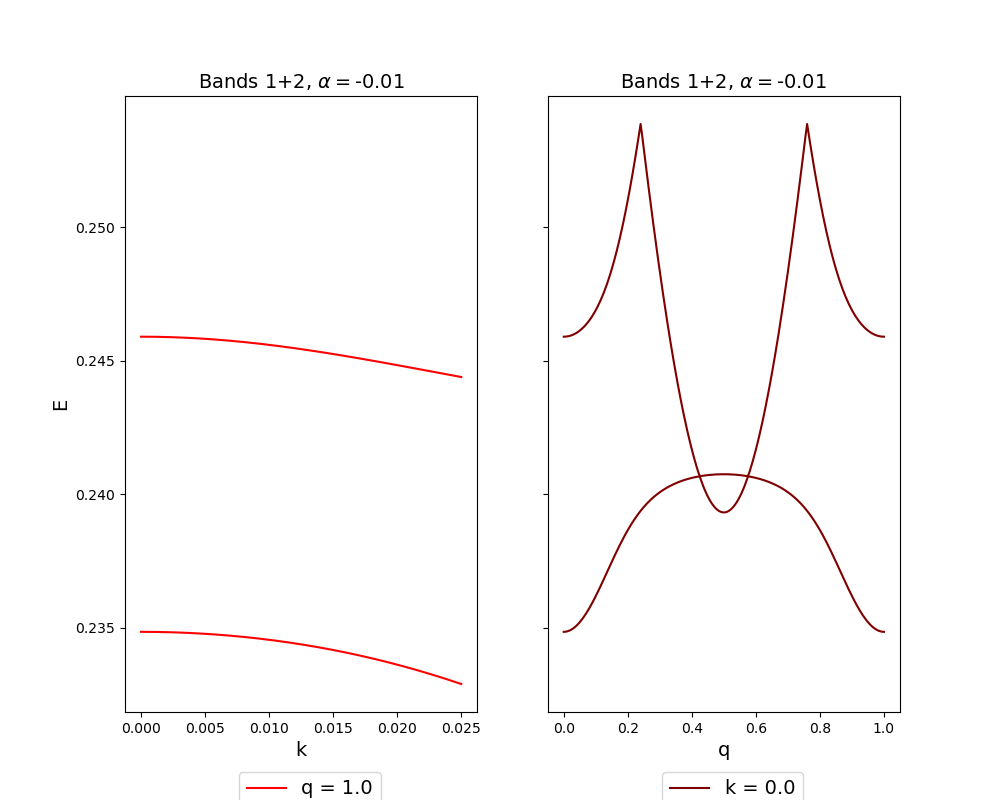 Bands 1+2, α = -0.01
Bands 1+2, α = -0.01
E
0.250
0.245
0.240
0.235
0.000 0.005 0.010 0.015 0.020 0.025
0.0 0.2 0.4 0.6 0.8 1.0
k
q
q = 1.0
k = 0.0